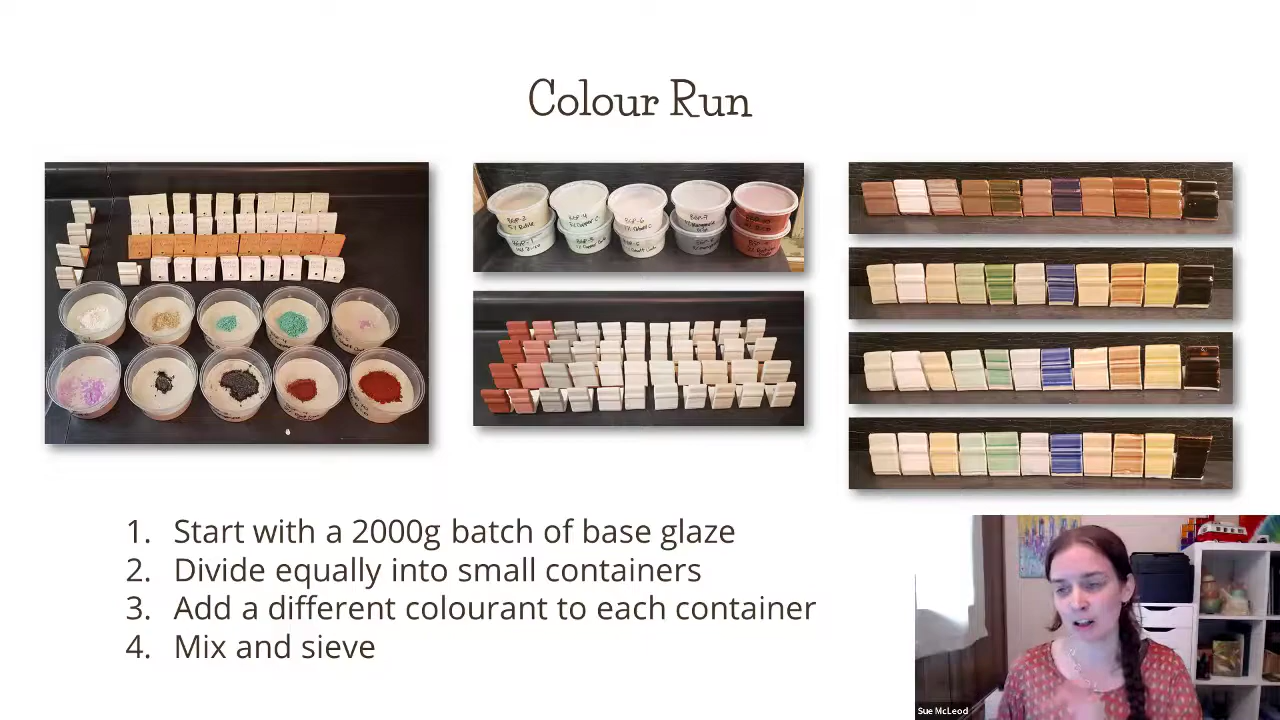 Colour Run
1. Start with a 2000g batch of base glaze
2. Divide equally into small containers
3. Add a different colourant to each container
4. Mix and sieve
Sue McLeod